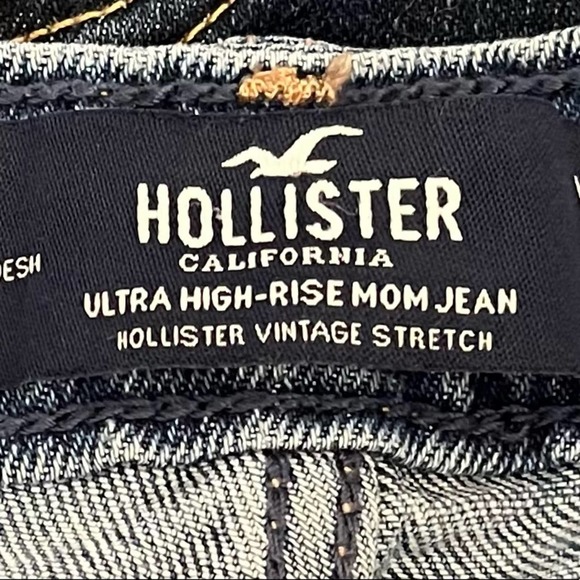 HOLLISTER
CALIFORNIA
ULTRA HIGH-RISE MOM JEAN
HOLLISTER VINTAGE STRETCH